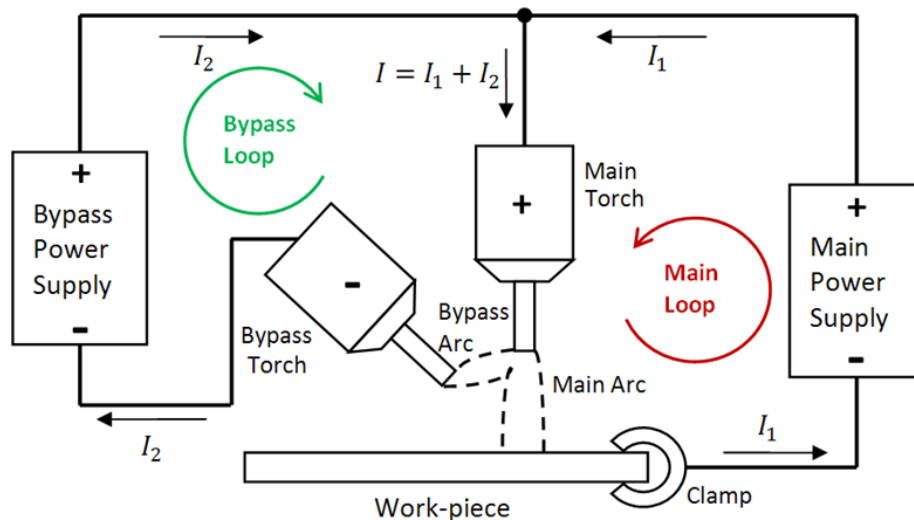 I₂
I = I₁ + I₂
I₁
Bypass
Loop
Main
Torch
+
Bypass
Power
Supply
-
+
-
Bypass
Torch
Bypass
Arc
Main
Loop
+
Main
Power
Supply
-
Main Arc
I₂
I₁
Work-piece
Clamp